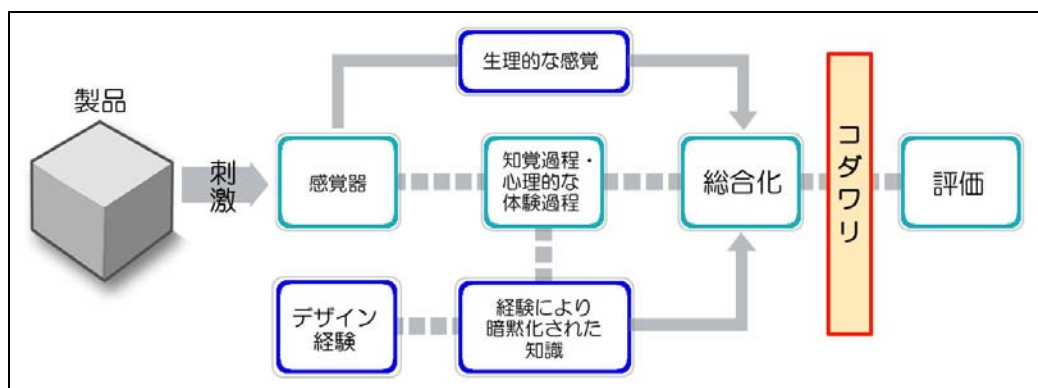 生理的な感覚
製品
刺
激
感覚器
知覚過程・
心理的な
体験過程
総合化
コ
ダ
ワ
リ
評価
デザイン
経験
経験により
暗黙化された
知識